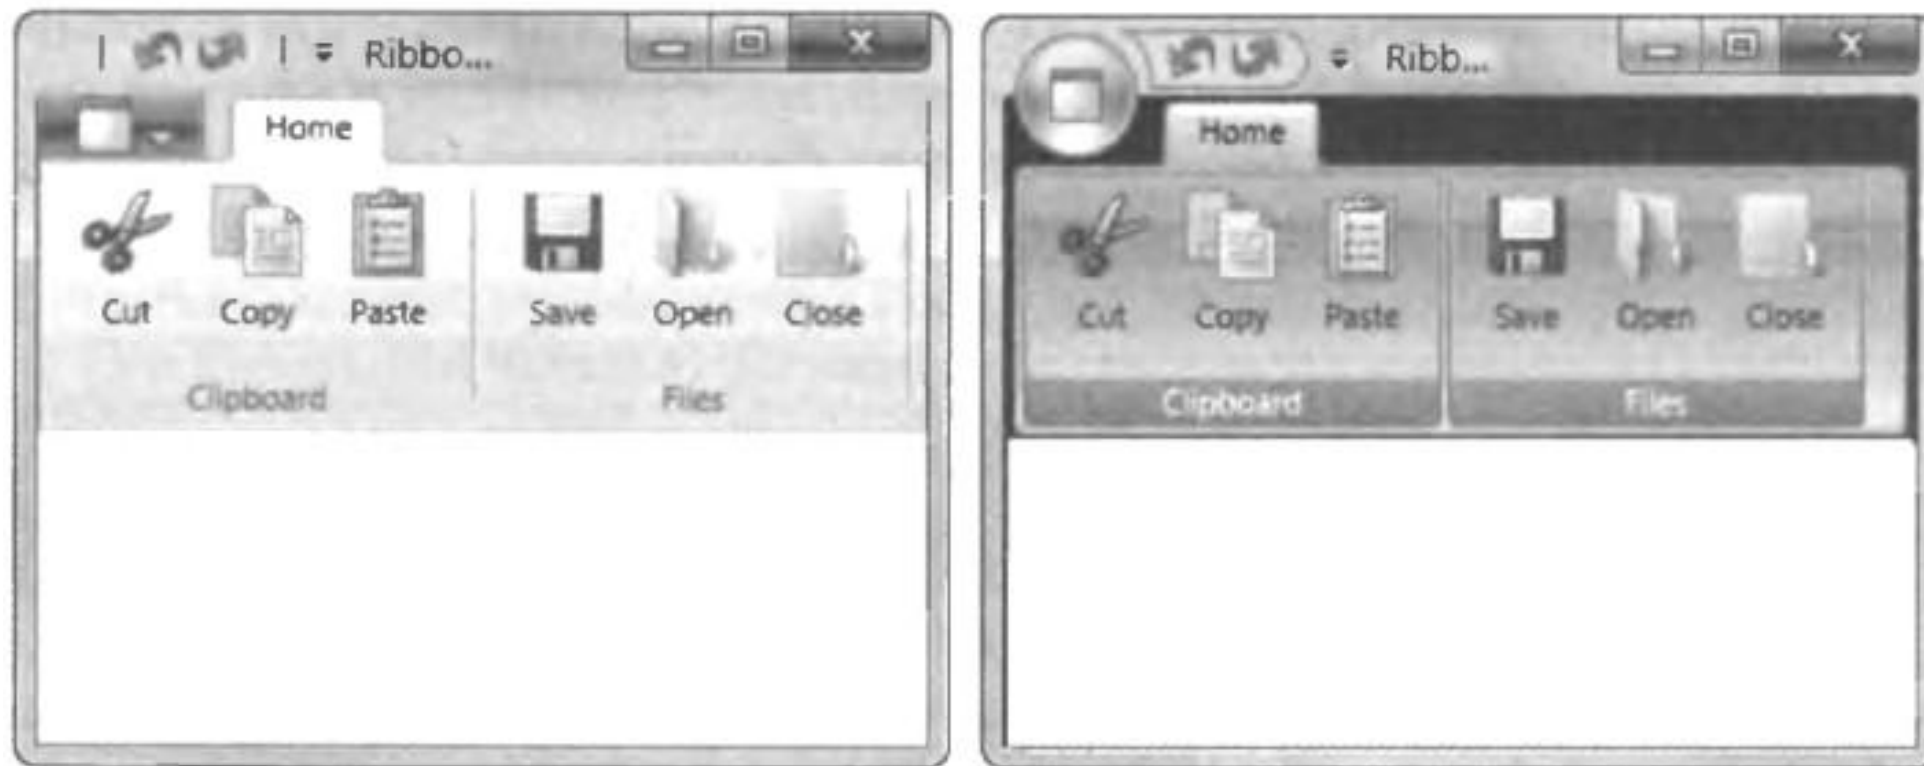 Ribbo...
Home
Cut Copy Paste Save Open Close
Clipboard Files
Ribb...
Home
Cut Copy Paste Save Open Close
Clipboard Files